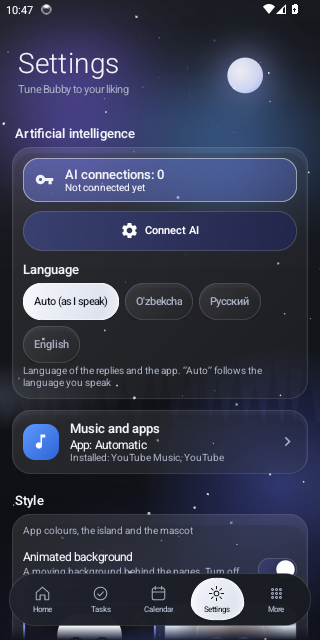 10:47
Settings
Tune Bubby to your liking
Artificial intelligence
AI connections: 0
Not connected yet
Connect AI
Language
Auto (as I speak)
O'zbekcha
Русский
English
Language of the replies and the app. “Auto” follows the
language you speak
Music and apps
App: Automatic
Installed: YouTube Music, YouTube
Style
App colours, the island and the mascot
Animated background
A moving background behind the pages. Turn off
Home
Tasks
Calendar
Settings
More